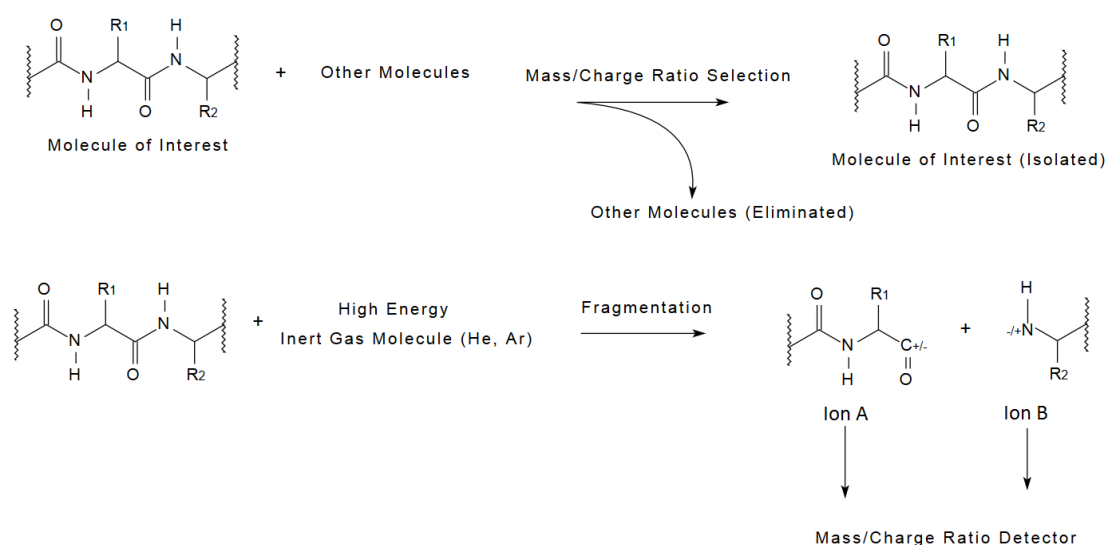 O R1 H
N N
H O R2
+ Other Molecules
Molecule of Interest
Mass/Charge Ratio Selection
O R1 H
N N
H O R2
Molecule of Interest (Isolated)
Other Molecules (Eliminated)
O R1 H
N N
H O R2
+
High Energy
Inert Gas Molecule (He, Ar)
Fragmentation
O R1
N C+/-
H O
+
H
-/+N
R2
Ion A
Ion B
Mass/Charge Ratio Detector